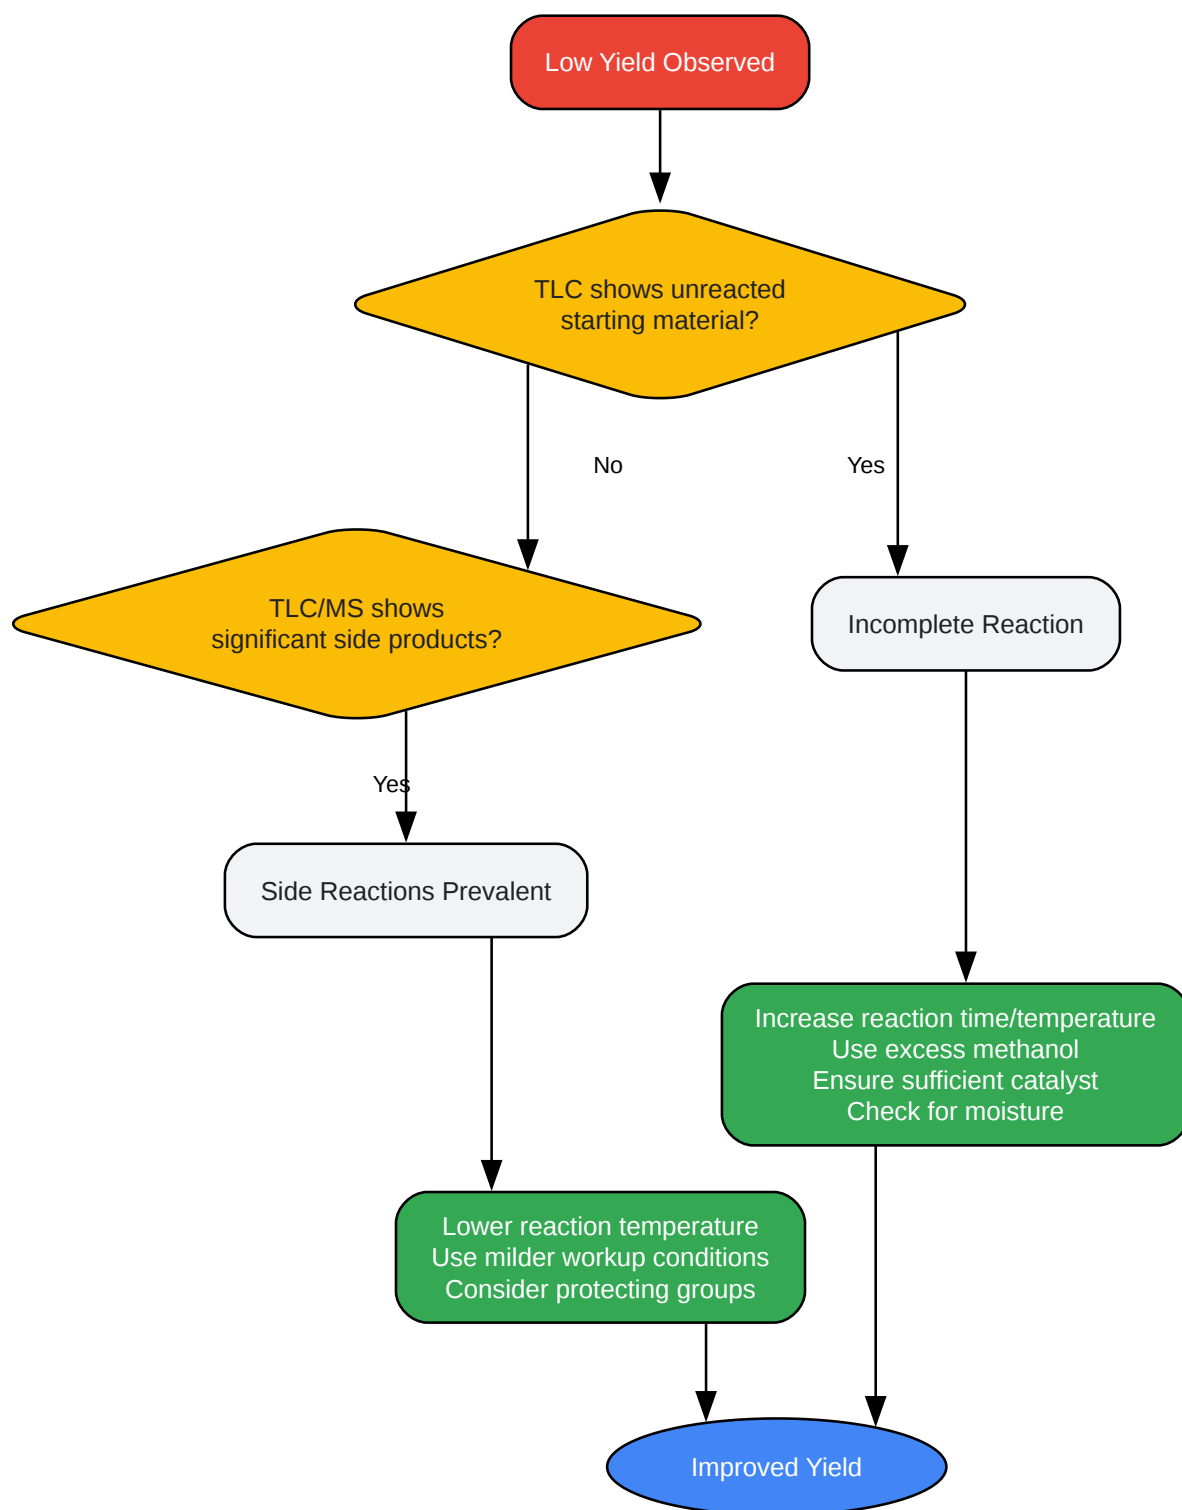 Low Yield Observed
TLC shows unreacted
starting material?
No
Yes
TLC/MS shows
significant side products?
Incomplete Reaction
Yes
Side Reactions Prevalent
Increase reaction time/temperature
Use excess methanol
Ensure sufficient catalyst
Check for moisture
Lower reaction temperature
Use milder workup conditions
Consider protecting groups
Improved Yield